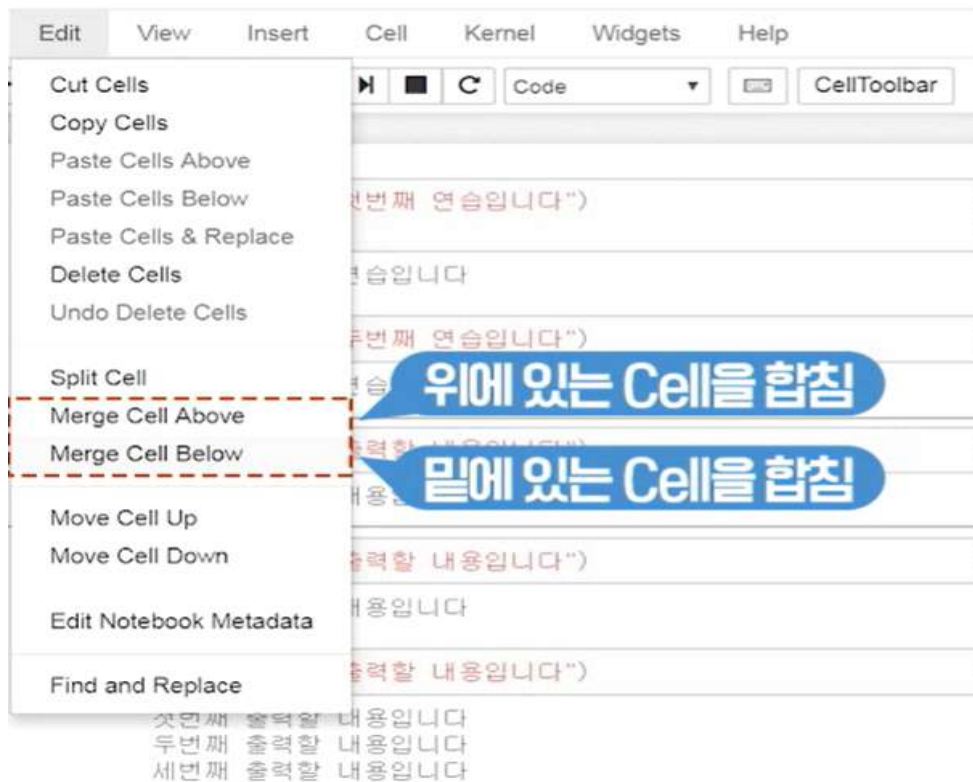 Edit View Insert Cell Kernel Widgets Help
Cut Cells
Code
CellToolbar
Copy Cells
Paste Cells Above
Paste Cells Below
번째 연습입니다")
Paste Cells & Replace
Delete Cells
습입니다
Undo Delete Cells
두번째 연습입니다")
Split Cell
위에 있는 Cell을 합침
Merge Cell Above
Merge Cell Below
밑에 있는 Cell을 합침
Move Cell Up
Move Cell Down
출력할 내용입니다")
내용입니다
Edit Notebook Metadata
출력할 내용입니다")
Find and Replace
첫번째 출력할 내용입니다
두번째 출력할 내용입니다
세번째 출력할 내용입니다